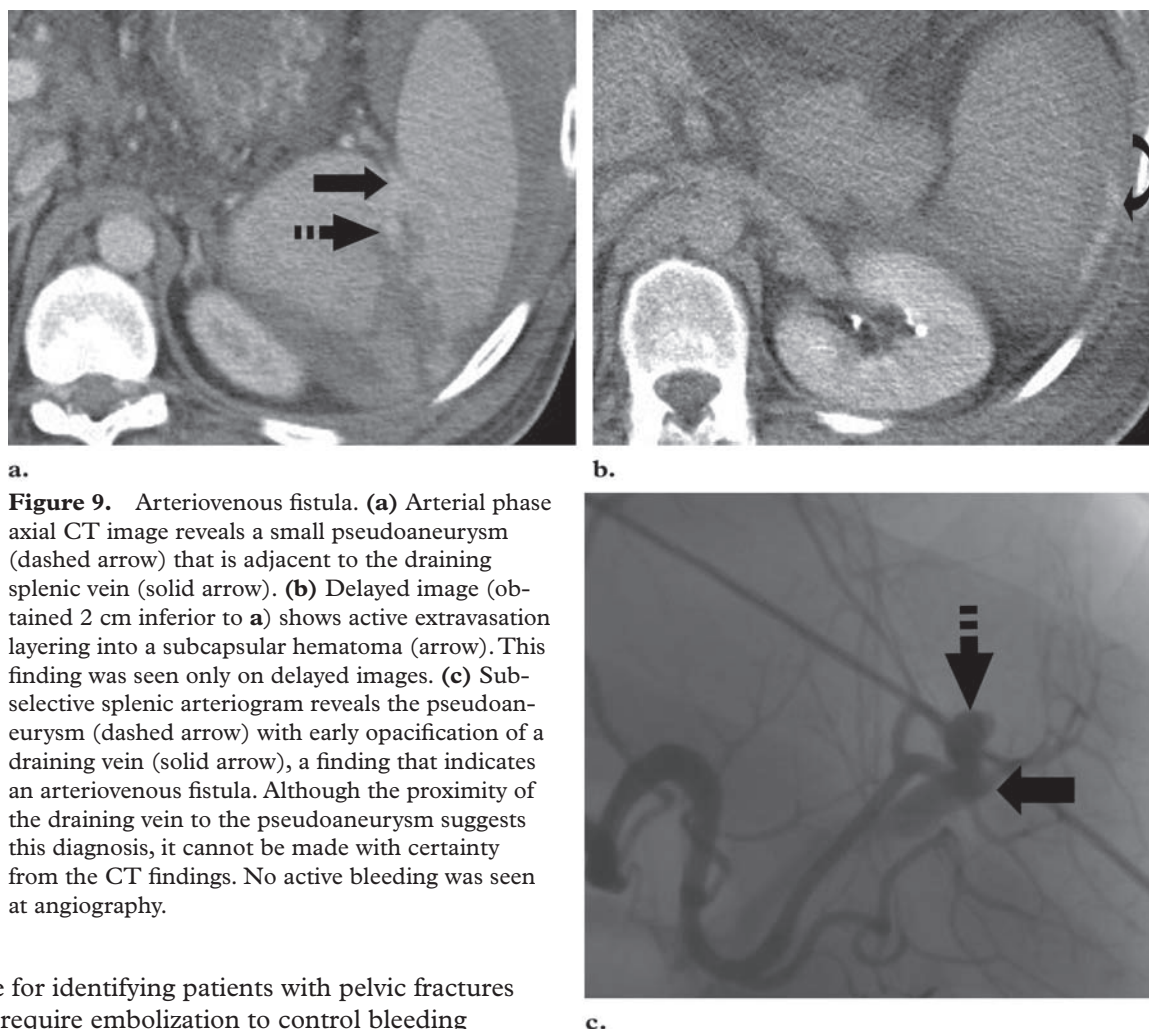 a.
b.
Figure 9. Arteriovenous fistula. (a) Arterial phase
axial CT image reveals a small pseudoaneurysm
(dashed arrow) that is adjacent to the draining
splenic vein (solid arrow). (b) Delayed image (ob-
tained 2 cm inferior to a) shows active extravasation
layering into a subcapsular hematoma (arrow). This
finding was seen only on delayed images. (c) Sub-
selective splenic arteriogram reveals the pseudoan-
eurysm (dashed arrow) with early opacification of a
draining vein (solid arrow), a finding that indicates
an arteriovenous fistula. Although the proximity of
the draining vein to the pseudoaneurysm suggests
this diagnosis, it cannot be made with certainty
from the CT findings. No active bleeding was seen
at angiography.
for identifying patients with pelvic fractures
require embolization to control bleeding
c.